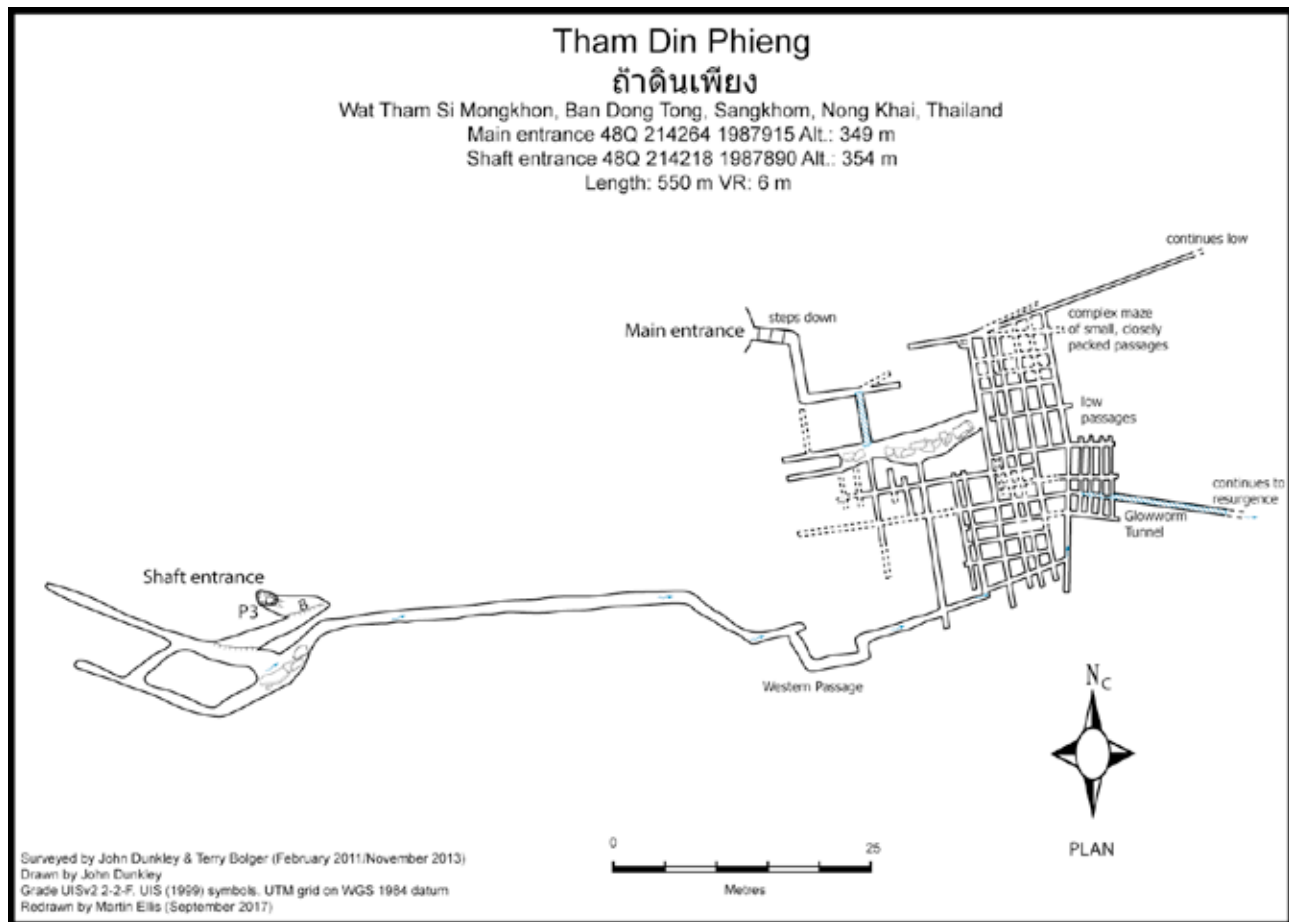 Tham Din Phieng
ถ้ำดินเพียง
Wat Tham Si Mongkhon, Ban Dong Tong, Sangkhom, Nong Khai, Thailand
Main entrance 48Q 214264 1987915 Alt.: 349 m
Shaft entrance 48Q 214218 1987890 Alt.: 354 m
Length: 550 m VR: 6 m
continues low
Main entrance
steps down
complex maze
of small, closely
packed passages
low
passages
continues to
resurgence
Glowworm
Tunnel
Shaft entrance
P3
8
Western Passage
N
C
PLAN
0
25
Metres
Surveyed by John Dunkley & Terry Bolger (February 2011/November 2013)
Drawn by John Dunkley
Grade UISv2 2-2-F. UIS (1999) symbols. UTM grid on WGS 1984 datum
Redrawn by Martin Ellis (September 2017)